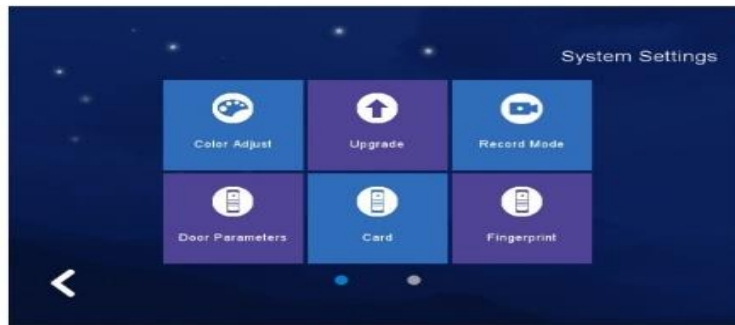 System Settings
Color Adjust
Upgrade
Record Mode
Door Parameters
Card
Fingerprint